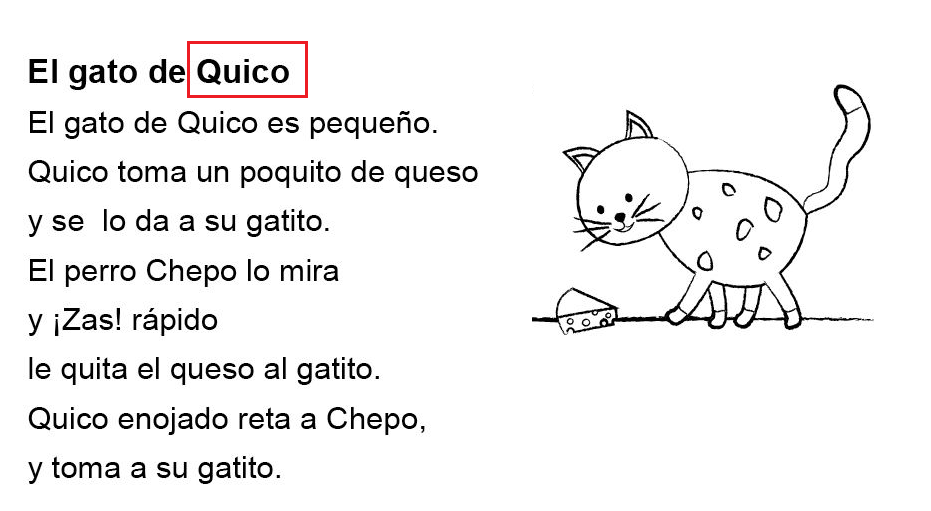 El gato de Quico
El gato de Quico es pequeño.
Quico toma un poquito de queso
y se  lo da a su gatito.
El perro Chepo lo mira
y ¡Zas! rápido
le quita el queso al gatito.
Quico enojado reta a Chepo,
y toma a su gatito.